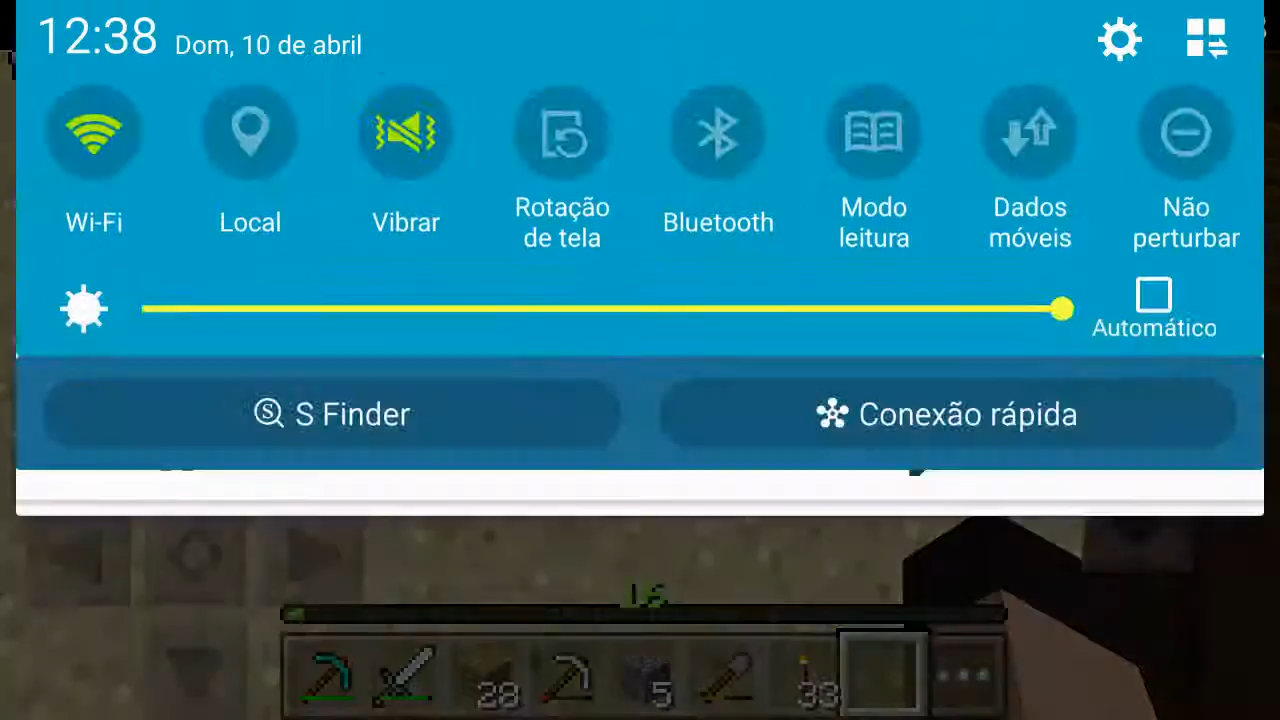 12:38 Dom, 10 de abril
Wi-Fi
Local
Vibrar
Rotação
de tela
Bluetooth
Modo
leitura
Dados
móveis
Não
perturbar
Automático
S Finder
Conexão rápida
16
28
5
33